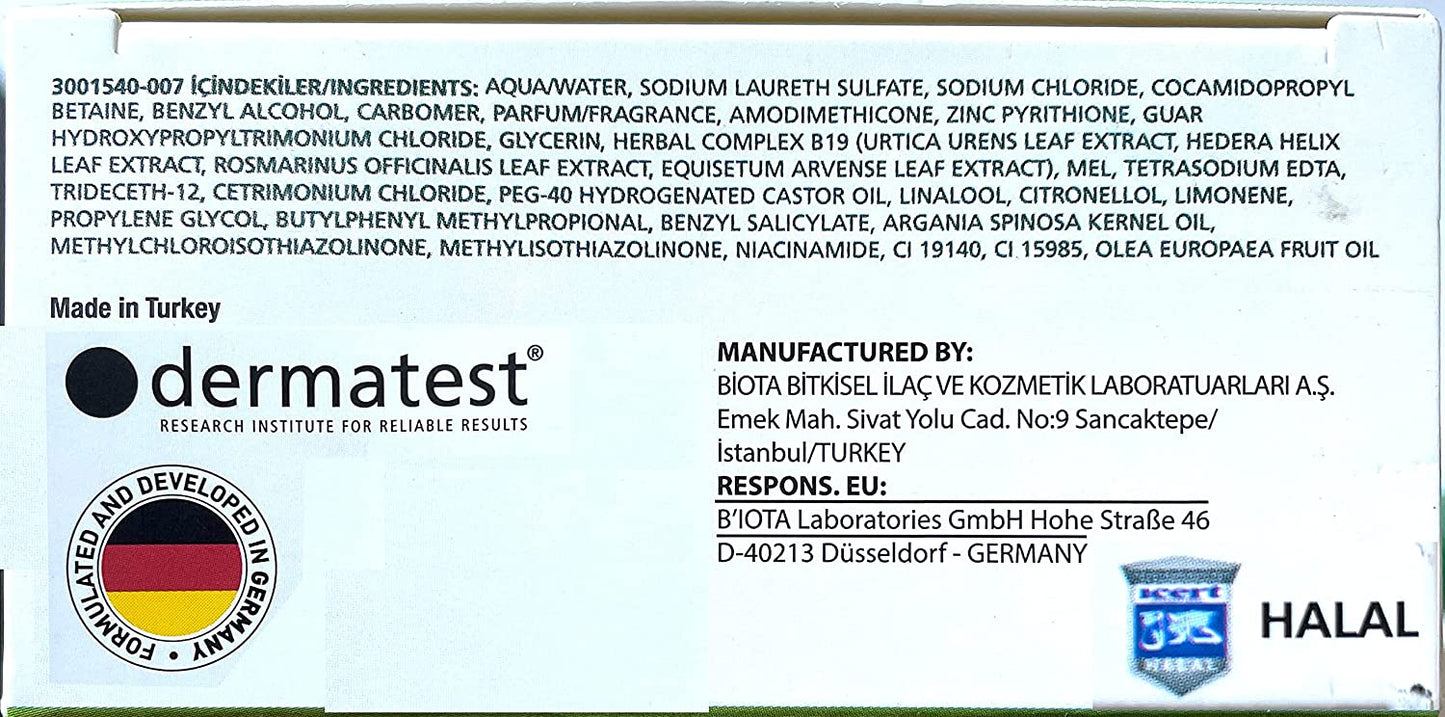 3001540-007 İÇİNDEKİLER/INGREDIENTS: AQUA/WATER, SODIUM LAURETH SULFATE, SODIUM CHLORIDE, COCAMIDOPROPYL
BETAINE, BENZYL ALCOHOL, CARBOMER, PARFUM/FRAGRANCE, AMODIMETHICONE, ZINC PYRITHIONE, GUAR
HYDROXYPROPYLTRIMONIUM CHLORIDE, GLYCERIN, HERBAL COMPLEX B19 (URTICA URENS LEAF EXTRACT, HEDERA HELIX
LEAF EXTRACT, ROSMARINUS OFFICINALIS LEAF EXTRACT, EQUISETUM ARVENSE LEAF EXTRACT), MEL, TETRASODIUM EDTA,
TRIDECETH-12, CETRIMONIUM CHLORIDE, PEG-40 HYDROGENATED CASTOR OIL, LINALOOL, CITRONELLOL, LIMONENE,
PROPYLENE GLYCOL, BUTYLPHENYL METHYLPROPIONAL, BENZYL SALICYLATE, ARGANIA SPINOSA KERNEL OIL,
METHYLCHLOROISOTHIAZOLINONE, METHYLISOTHIAZOLINONE, NIACINAMIDE, CI 19140, CI 15985, OLEA EUROPAEA FRUIT OIL
Made in Turkey
dermatest®
RESEARCH INSTITUTE FOR RELIABLE RESULTS
FORMULATED AND DEVELOPED IN GERMANY •
MANUFACTURED BY:
BİOTA BİTKİSEL İLAÇ VE KOZMETİK LABORATUARLARI A.Ş.
Emek Mah. Sivat Yolu Cad. No:9 Sancaktepe/
İstanbul/TURKEY
RESPONS. EU:
B'IOTA Laboratories GmbH Hohe Straße 46
D-40213 Düsseldorf - GERMANY
حلال
HALAL
HALAL